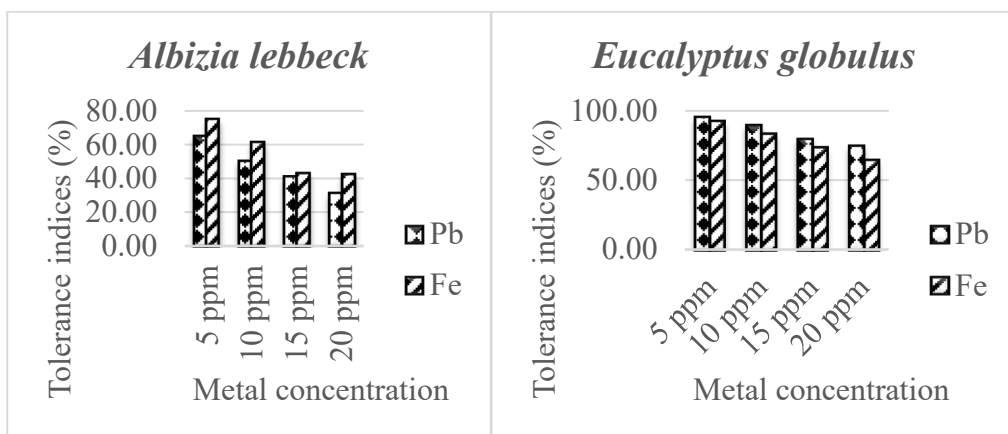 Albizia lebbeck
Tolerance indices (%)
80.00
60.00
40.00
20.00
0.00
5 ppm
10 ppm
15 ppm
20 ppm
Metal concentration
Pb
Fe
Eucalyptus globulus
Tolerance indices (%)
100.00
50.00
0.00
5 ppm
10 ppm
15 ppm
20 ppm
Metal concentration
Pb
Fe